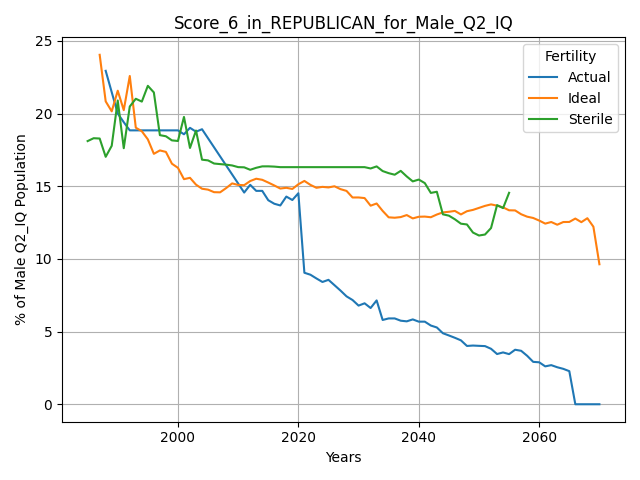 Score_6_in_REPUBLICAN_for_Male_Q2_IQ
Fertility
Actual
Ideal
Sterile
% of Male Q2_IQ Population
25
20
15
10
5
0
2000
2020
2040
2060
Years